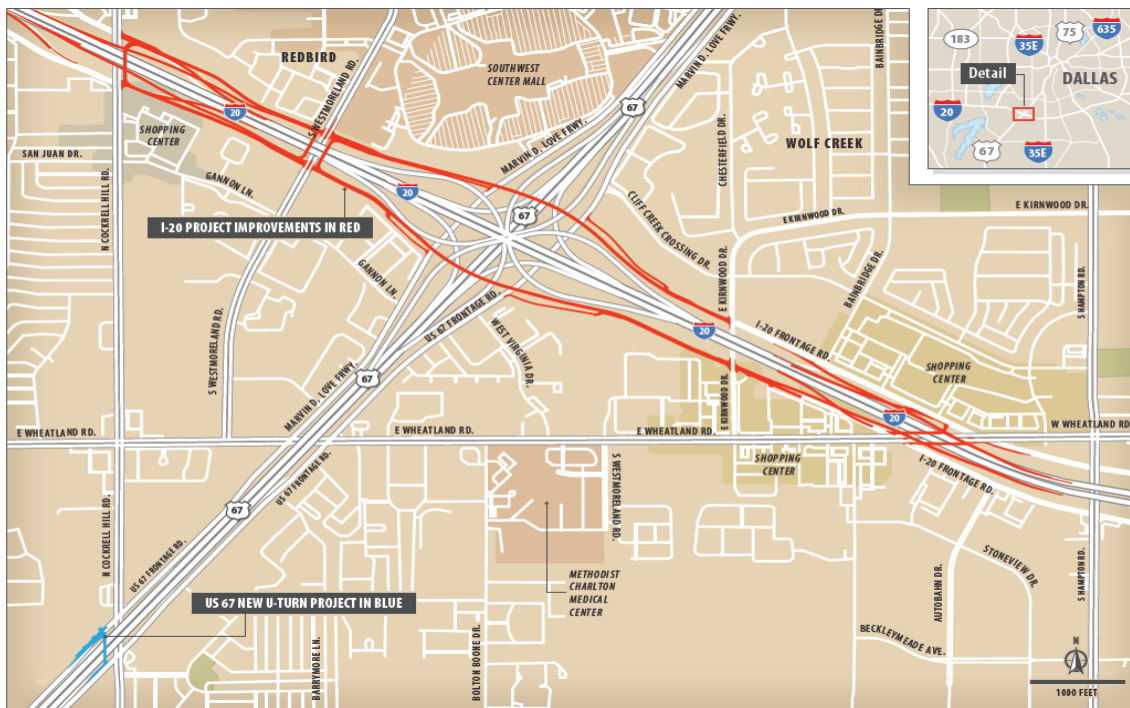 REDBIRD
S WESTMORELAND RD.
SOUTHWEST
CENTER MALL
MARVIN D. LOVE FRWY.
67
MARVIN D. LOVE FRWY.
BAINBRIDGE DR.
CHESTERFIELD DR.
WOLF CREEK
183
75
635
35E
Detail
DALLAS
20
67
35E
20
SHOPPING
CENTER
SAN JUAN DR.
GANNON LN.
N COCKRELL HILL RD.
20
I-20 PROJECT IMPROVEMENTS IN RED
67
CLIFF CREEK CROSSING DR.
E KIRNWOOD DR.
E KIRNWOOD DR.
E KIRNWOOD DR.
BAINBRIDGE DR.
S HAMPTON RD.
GANNON LN.
S WESTMORELAND RD.
US 67 FRONTAGE RD.
WEST VIRGINIA DR.
20
I-20 FRONTAGE RD.
SHOPPING
CENTER
67
MARVIN D. LOVE FRWY.
E KIRNWOOD DR.
20
E WHEATLAND RD.
E WHEATLAND RD.
E WHEATLAND RD.
W WHEATLAND RD.
US 67 FRONTAGE RD.
SHOPPING
CENTER
I-20 FRONTAGE RD.
S WESTMORELAND RD.
67
N COCKRELL HILL RD.
US 67 FRONTAGE RD.
METHODIST
CHARLTON
MEDICAL
CENTER
STONEVIEW DR.
AUTOBAHN DR.
S HAMPTON RD.
US 67 NEW U-TURN PROJECT IN BLUE
BARRYMORE LN.
BOLTON BOONE DR.
BECKLEYMEADE AVE.
N
1000 FEET